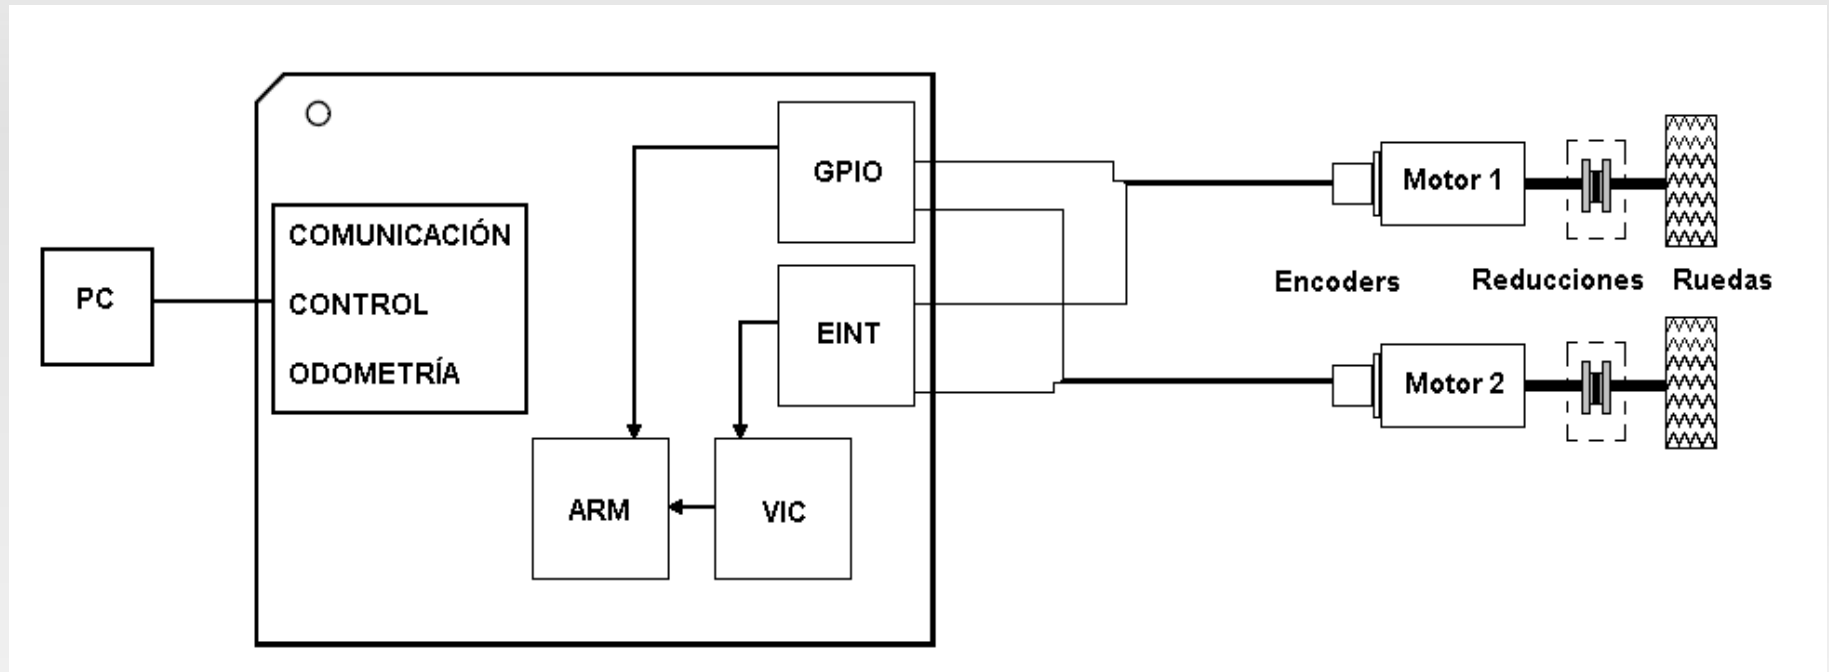 PC
COMUNICACIÓN
CONTROL
ODOMETRÍA
GPIO
EINT
ARM
VIC
Motor 1
Encoders
Reducciones
Ruedas
Motor 2